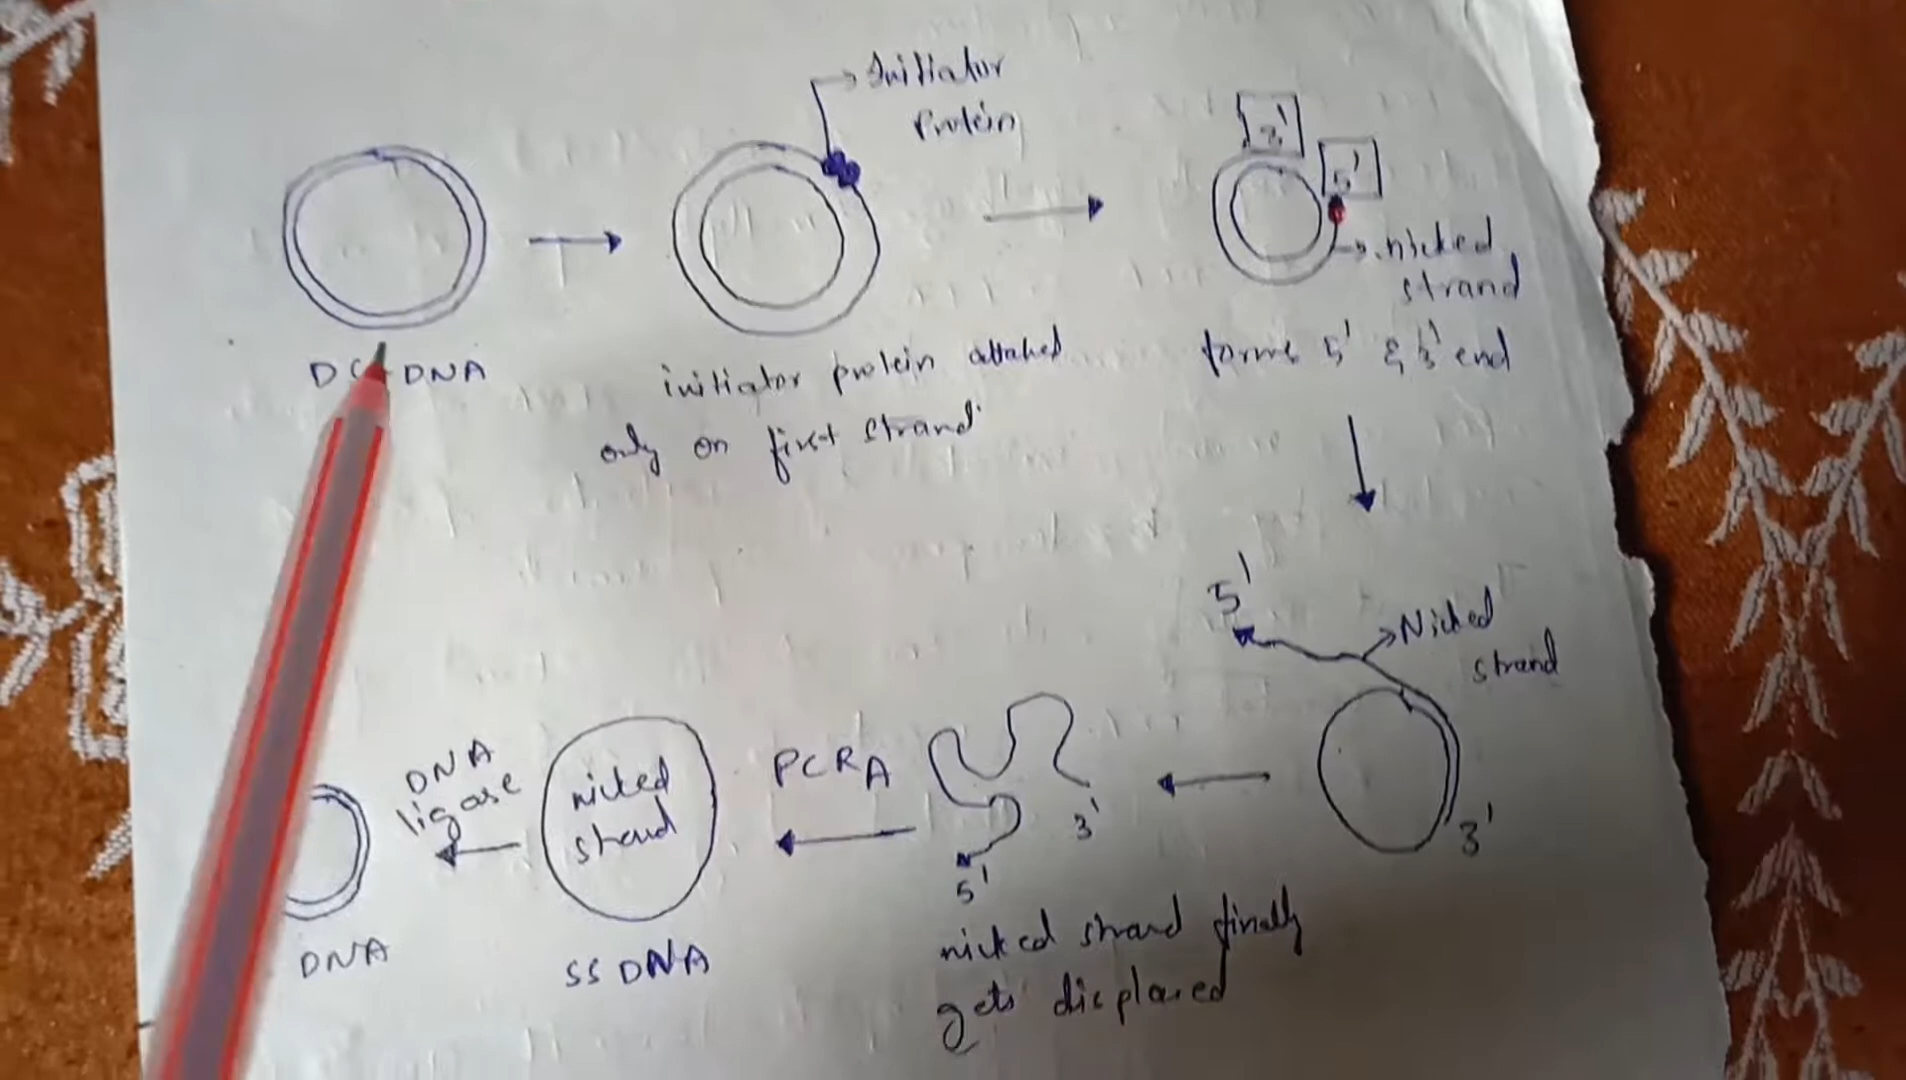 Initiator
Protein
3'
5'
nicked
strand
DS DNA
initiator protein attached
only on first strand
forms 5' & 3' end
5'
Nicked
strand
3'
DNA
ligase
nicked
strand
PCRA
3'
5'
DNA
SS DNA
nicked strand finally
gets displaced